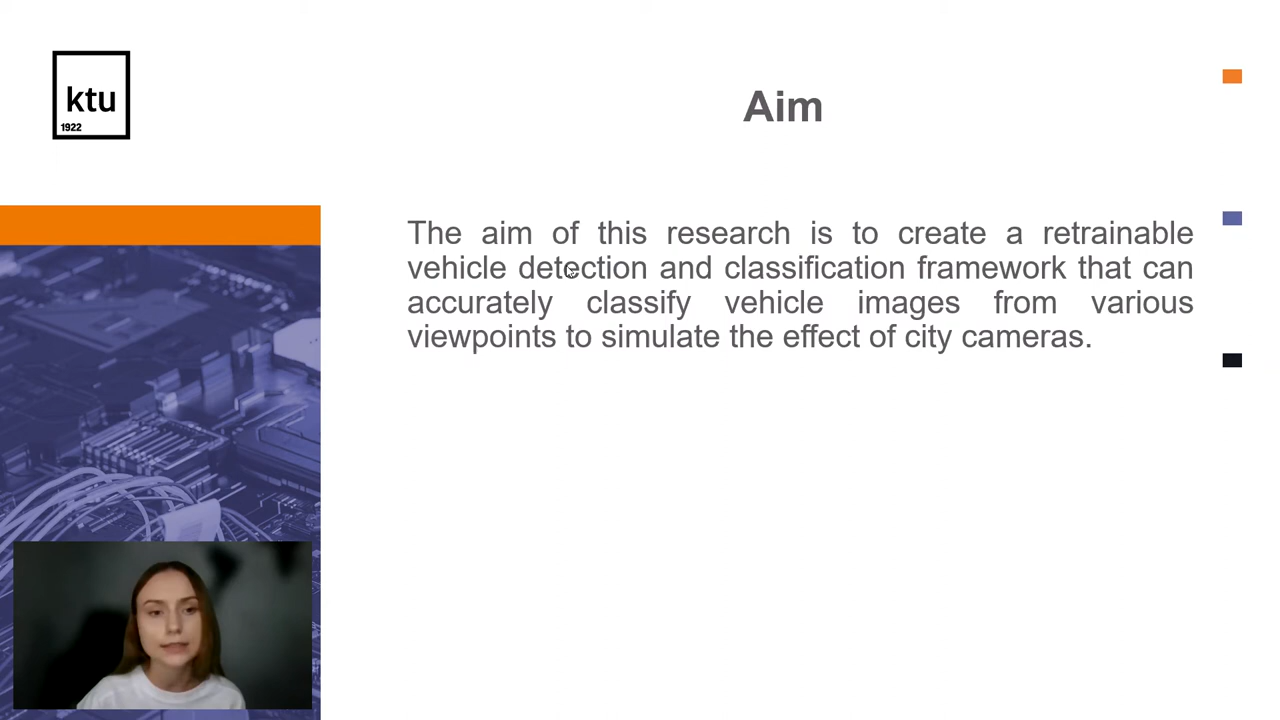 ktu
1922
Aim
The aim of this research is to create a retrainable
vehicle detection and classification framework that can
accurately classify vehicle images from various
viewpoints to simulate the effect of city cameras.